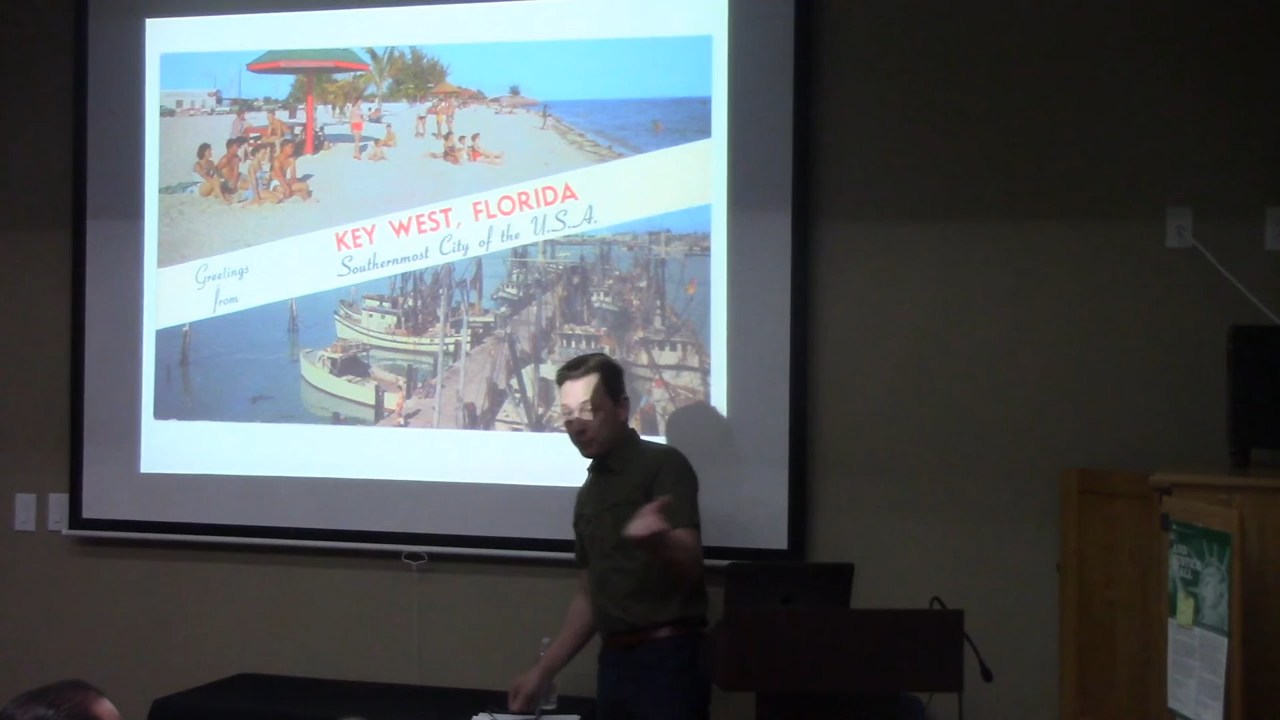 KEY WEST, FLORIDA
Southernmost City of the U.S.A.
Greetings
from